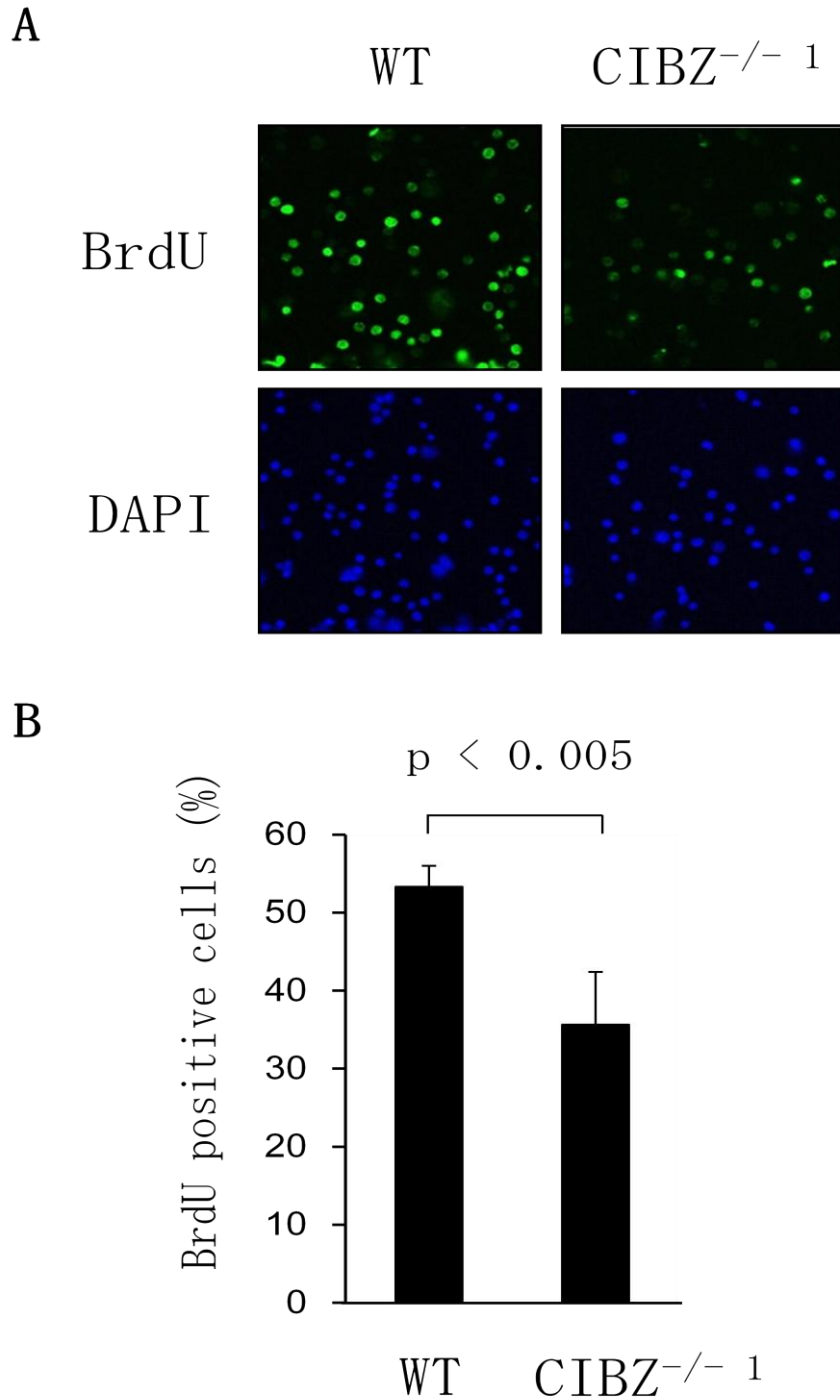 A
WT CIBZ⁻/⁻ ¹
BrdU
DAPI
B
p < 0.005
BrdU positive cells (%)
60
50
40
30
20
10
0
WT CIBZ⁻/⁻ ¹